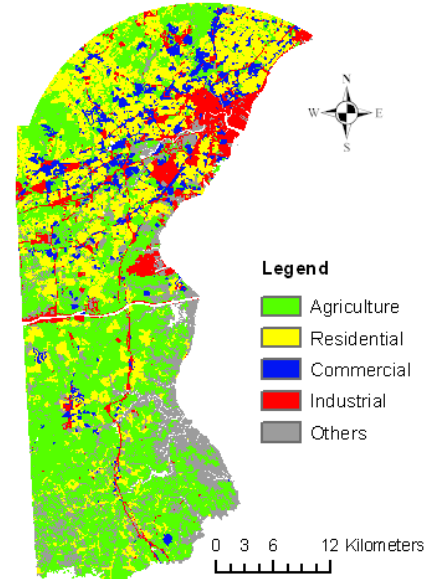 N
W E
S
Legend
Agriculture
Residential
Commercial
Industrial
Others
0 3 6 12 Kilometers